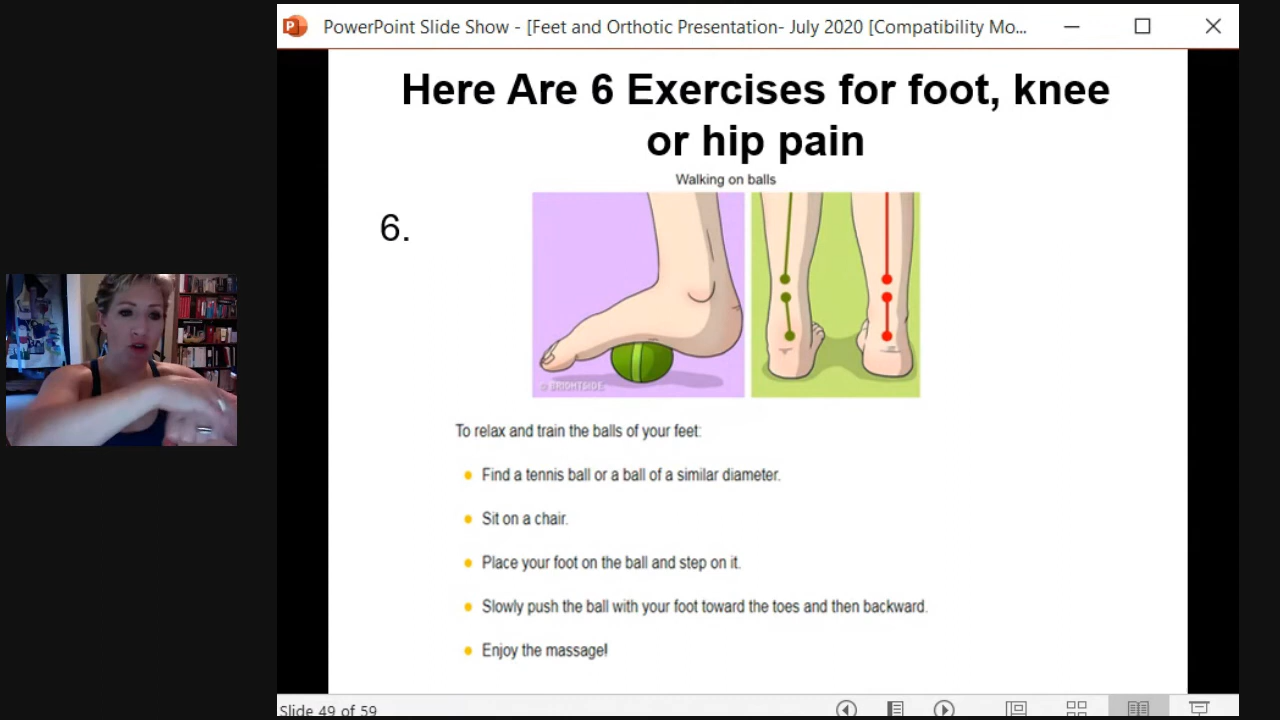 PowerPoint Slide Show - [Feet and Orthotic Presentation- July 2020 [Compatibility Mo...
Here Are 6 Exercises for foot, knee
or hip pain
Walking on balls
6.
© BRIGHTSIDE
To relax and train the balls of your feet:
Find a tennis ball or a ball of a similar diameter.
Sit on a chair.
Place your foot on the ball and step on it.
Slowly push the ball with your foot toward the toes and then backward.
Enjoy the massage!
Slide 49 of 59